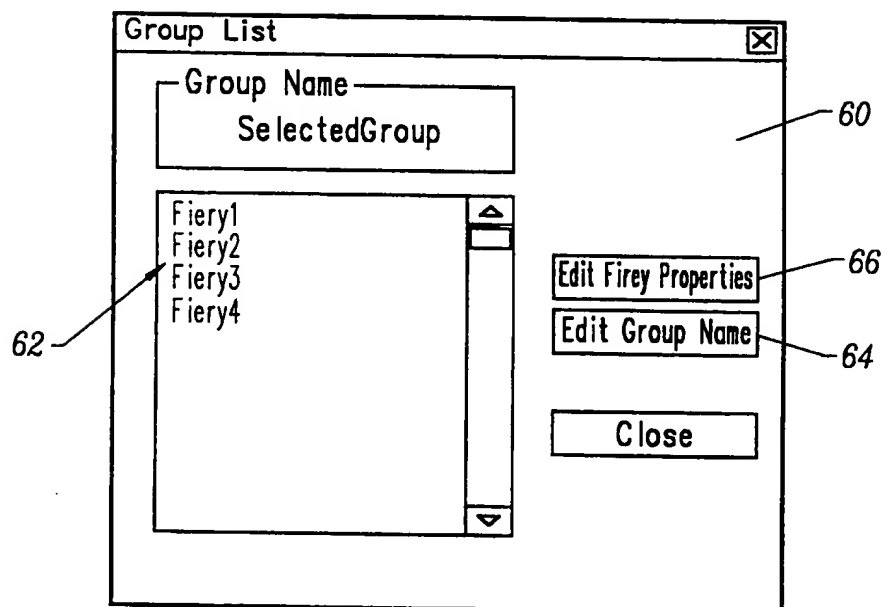 Group List
Group Name
SelectedGroup
60
Fiery1
Fiery2
Fiery3
Fiery4
62
Edit Firey Properties
66
Edit Group Name
64
Close